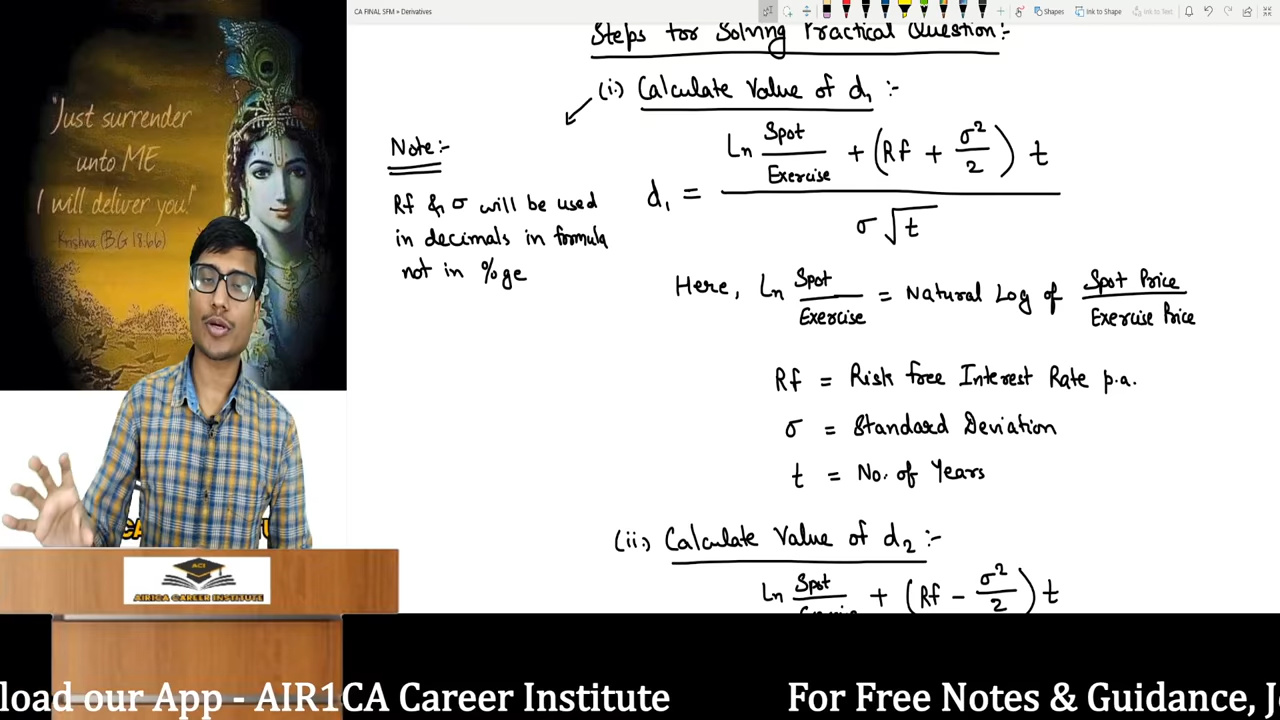 CA FINAL SFM » Derivatives
Shapes
Ink to Shape
Ink to Text
"Just surrender
unto ME
I will deliver you!"
- Krishna (B.G 18:66)
Steps for Solving Practical Question:-
(i) Calculate Value of d1 :-
Note:-
Rf & σ will be used
in decimals in formula
not in %ge
d1 = (Ln Spot/Exercise + (Rf + σ²/2) t) / (σ√t)
Here, Ln Spot/Exercise = Natural Log of Spot Price/Exercise Price
Rf = Risk free Interest Rate p.a.
σ = Standard Deviation
t = No. of Years
(ii) Calculate Value of d2 :-
Ln Spot + (Rf - σ²/2) t
ACI
AIR1CA CAREER INSTITUTE
load our App - AIR1CA Career Institute
For Free Notes & Guidance, J